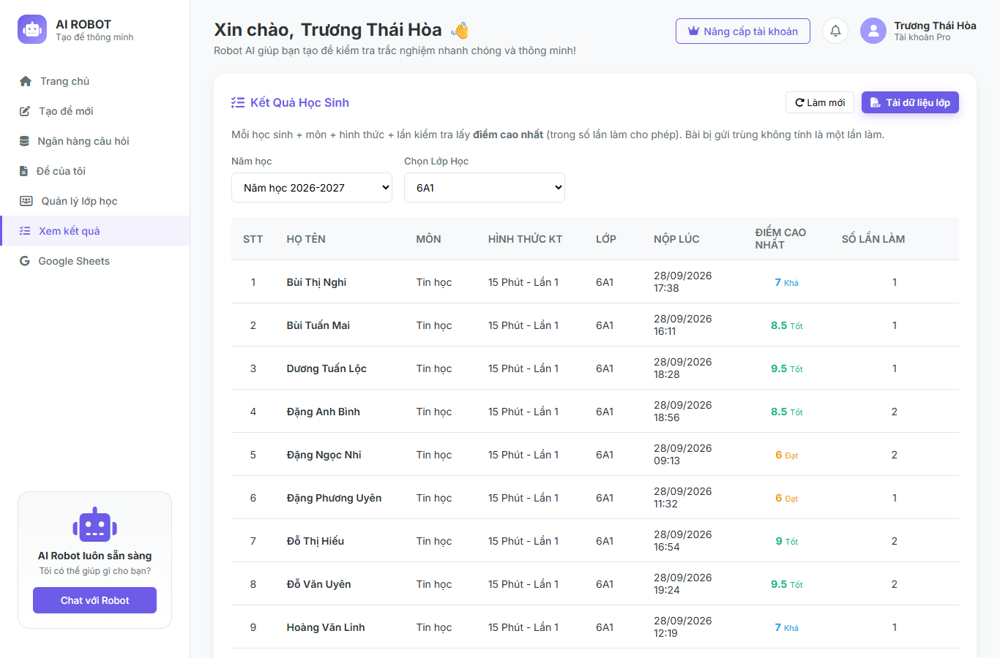 AI ROBOT
Tạo đề thông minh
Trang chủ
Tạo đề mới
Ngân hàng câu hỏi
Đề của tôi
Quản lý lớp học
Xem kết quả
Google Sheets
AI Robot luôn sẵn sàng
Tôi có thể giúp gì cho bạn?
Chat với Robot
Xin chào, Trương Thái Hòa 👋
Robot AI giúp bạn tạo đề kiểm tra trắc nghiệm nhanh chóng và thông minh!
Nâng cấp tài khoản
Trương Thái Hòa
Tài khoản Pro
Kết Quả Học Sinh
Làm mới
Tải dữ liệu lớp
Mỗi học sinh + môn + hình thức + lần kiểm tra lấy điểm cao nhất (trong số lần làm cho phép). Bài bị gửi trùng không tính là một lần làm.
Năm học
Chọn Lớp Học
Năm học 2026-2027
6A1
STT HỌ TÊN MÔN HÌNH THỨC KT LỚP NỘP LÚC ĐIỂM CAO NHẤT SỐ LẦN LÀM
1 Bùi Thị Nghi Tin học 15 Phút - Lần 1 6A1 28/09/2026 17:38 7 Khá 1
2 Bùi Tuấn Mai Tin học 15 Phút - Lần 1 6A1 28/09/2026 16:11 8.5 Tốt 1
3 Dương Tuấn Lộc Tin học 15 Phút - Lần 1 6A1 28/09/2026 18:28 9.5 Tốt 1
4 Đặng Anh Bình Tin học 15 Phút - Lần 1 6A1 28/09/2026 18:56 8.5 Tốt 2
5 Đặng Ngọc Nhi Tin học 15 Phút - Lần 1 6A1 28/09/2026 09:13 6 Đạt 2
6 Đặng Phương Uyên Tin học 15 Phút - Lần 1 6A1 28/09/2026 11:32 6 Đạt 1
7 Đỗ Thị Hiếu Tin học 15 Phút - Lần 1 6A1 28/09/2026 16:54 9 Tốt 2
8 Đỗ Văn Uyên Tin học 15 Phút - Lần 1 6A1 28/09/2026 19:24 9.5 Tốt 2
9 Hoàng Văn Linh Tin học 15 Phút - Lần 1 6A1 28/09/2026 12:19 7 Khá 1